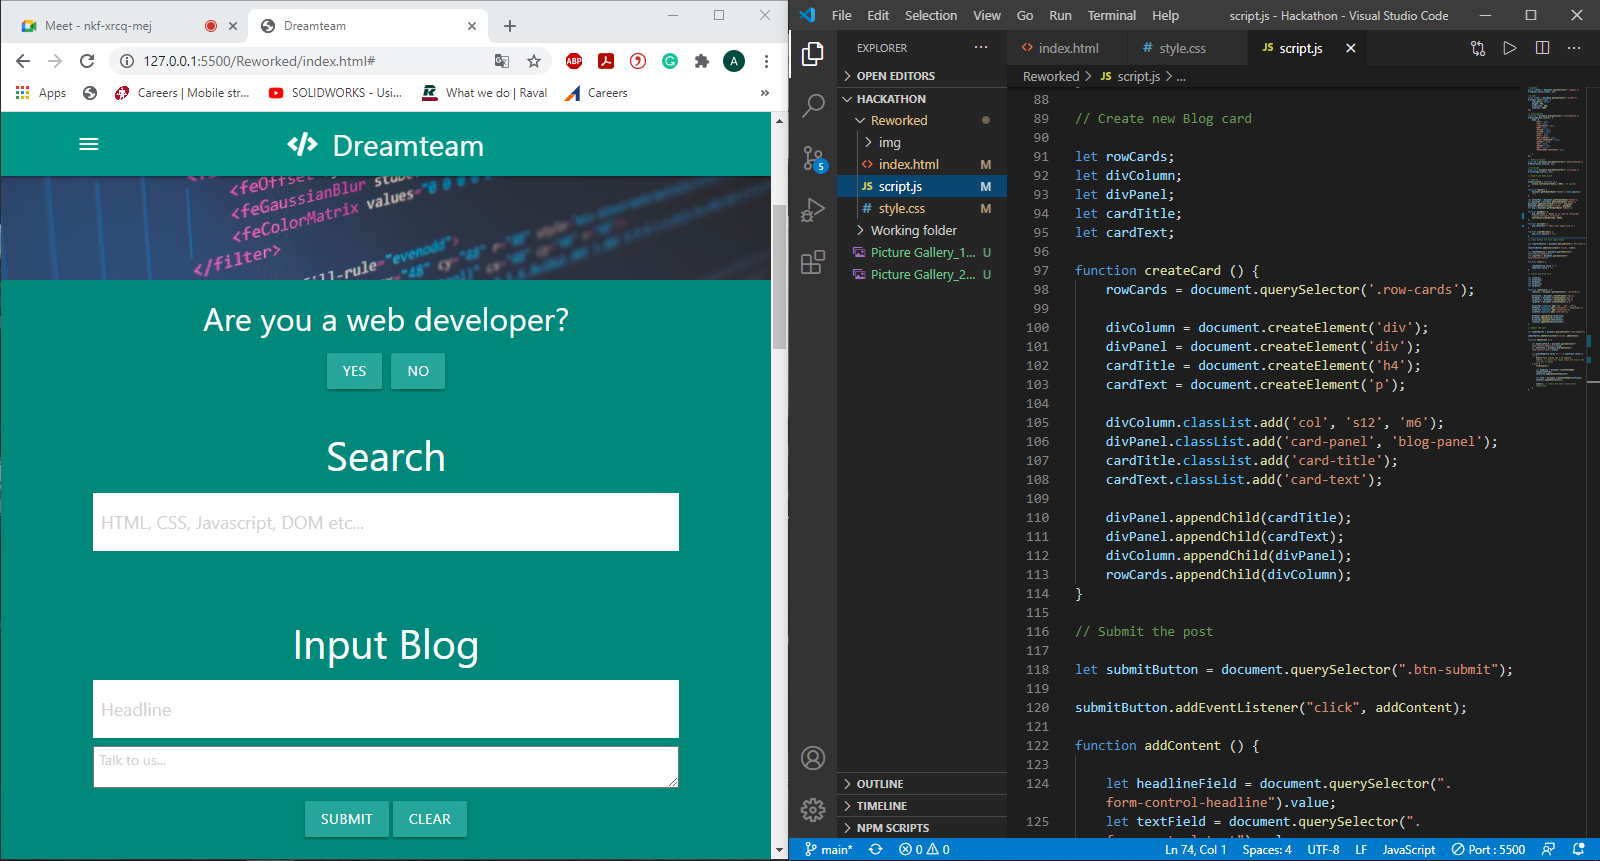 Meet - nkf-xrcq-mej
Dreamteam
127.0.0.1:5500/Reworked/index.html#
ABP
A
Apps
Careers | Mobile str...
SOLIDWORKS - Usi...
What we do | Raval
Careers
»
</> Dreamteam
<feOffset
<feGaussianBlur
<feColorMatrix values="
</filter>
fill-rule="evenodd">
Are you a web developer?
YES
NO
Search
HTML, CSS, Javascript, DOM etc...
Input Blog
Headline
Talk to us...
SUBMIT
CLEAR
File
Edit
Selection
View
Go
Run
Terminal
Help
script.js - Hackathon - Visual Studio Code
EXPLORER
OPEN EDITORS
HACKATHON
Reworked
img
index.html M
JS script.js M
# style.css M
Working folder
Picture Gallery_1... U
Picture Gallery_2... U
5
OUTLINE
TIMELINE
NPM SCRIPTS
<> index.html
# style.css
JS script.js
Reworked > JS script.js > ...
88
89 // Create new Blog card
90
91 let rowCards;
92 let divColumn;
93 let divPanel;
94 let cardTitle;
95 let cardText;
96
97 function createCard () {
98 rowCards = document.querySelector('.row-cards');
99
100 divColumn = document.createElement('div');
101 divPanel = document.createElement('div');
102 cardTitle = document.createElement('h4');
103 cardText = document.createElement('p');
104
105 divColumn.classList.add('col', 's12', 'm6');
106 divPanel.classList.add('card-panel', 'blog-panel');
107 cardTitle.classList.add('card-title');
108 cardText.classList.add('card-text');
109
110 divPanel.appendChild(cardTitle);
111 divPanel.appendChild(cardText);
112 divColumn.appendChild(divPanel);
113 rowCards.appendChild(divColumn);
114 }
115
116 // Submit the post
117
118 let submitButton = document.querySelector(".btn-submit");
119
120 submitButton.addEventListener("click", addContent);
121
122 function addContent () {
123
124 let headlineField = document.querySelector(".
form-control-headline").value;
125 let textField = document.querySelector(".
main*
0
0
Ln 74, Col 1
Spaces: 4
UTF-8
LF
JavaScript
Port : 5500